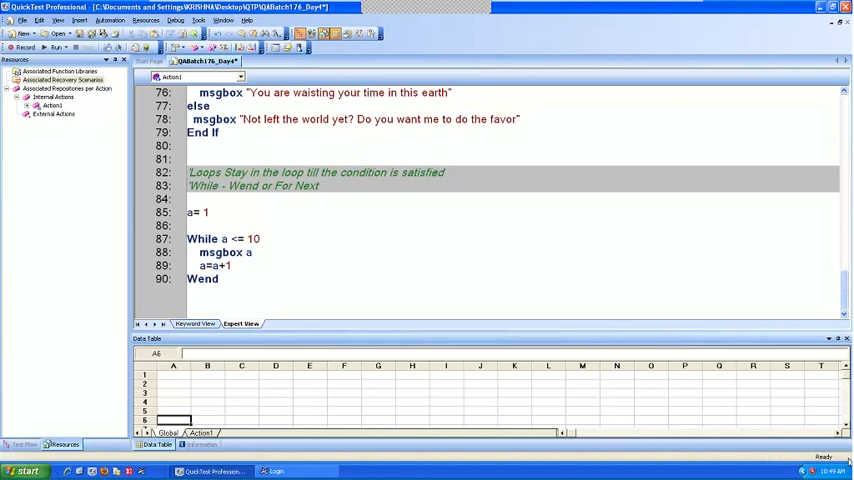 QuickTest Professional - [C:\Documents and Settings\KRISHNA\Desktop\QTP\QABatch176_Day4*]
File Edit View Insert Automation Resources Debug Tools Window Help
New Open
Record Run Stop
Resources
Associated Function Libraries
Associated Recovery Scenarios
Associated Repositories per Action
Internal Actions
Action1
External Actions
Start Page QABatch176_Day4*
Action1
76: msgbox "You are waisting your time in this earth"
77: else
78: msgbox "Not left the world yet? Do you want me to do the favor"
79: End If
80:
81:
82: 'Loops Stay in the loop till the condition is satisfied
83: 'While - Wend or For Next
84:
85: a= 1
86:
87: While a <= 10
88: msgbox a
89: a=a+1
90: Wend
Keyword View Expert View
Data Table
A6
A B C D E F G H I J K L M N O P Q R S T
1
2
3
4
5
6
Global Action1
Test Flow Resources Data Table Information
Ready
start QuickTest Profession... Login 10:49 AM